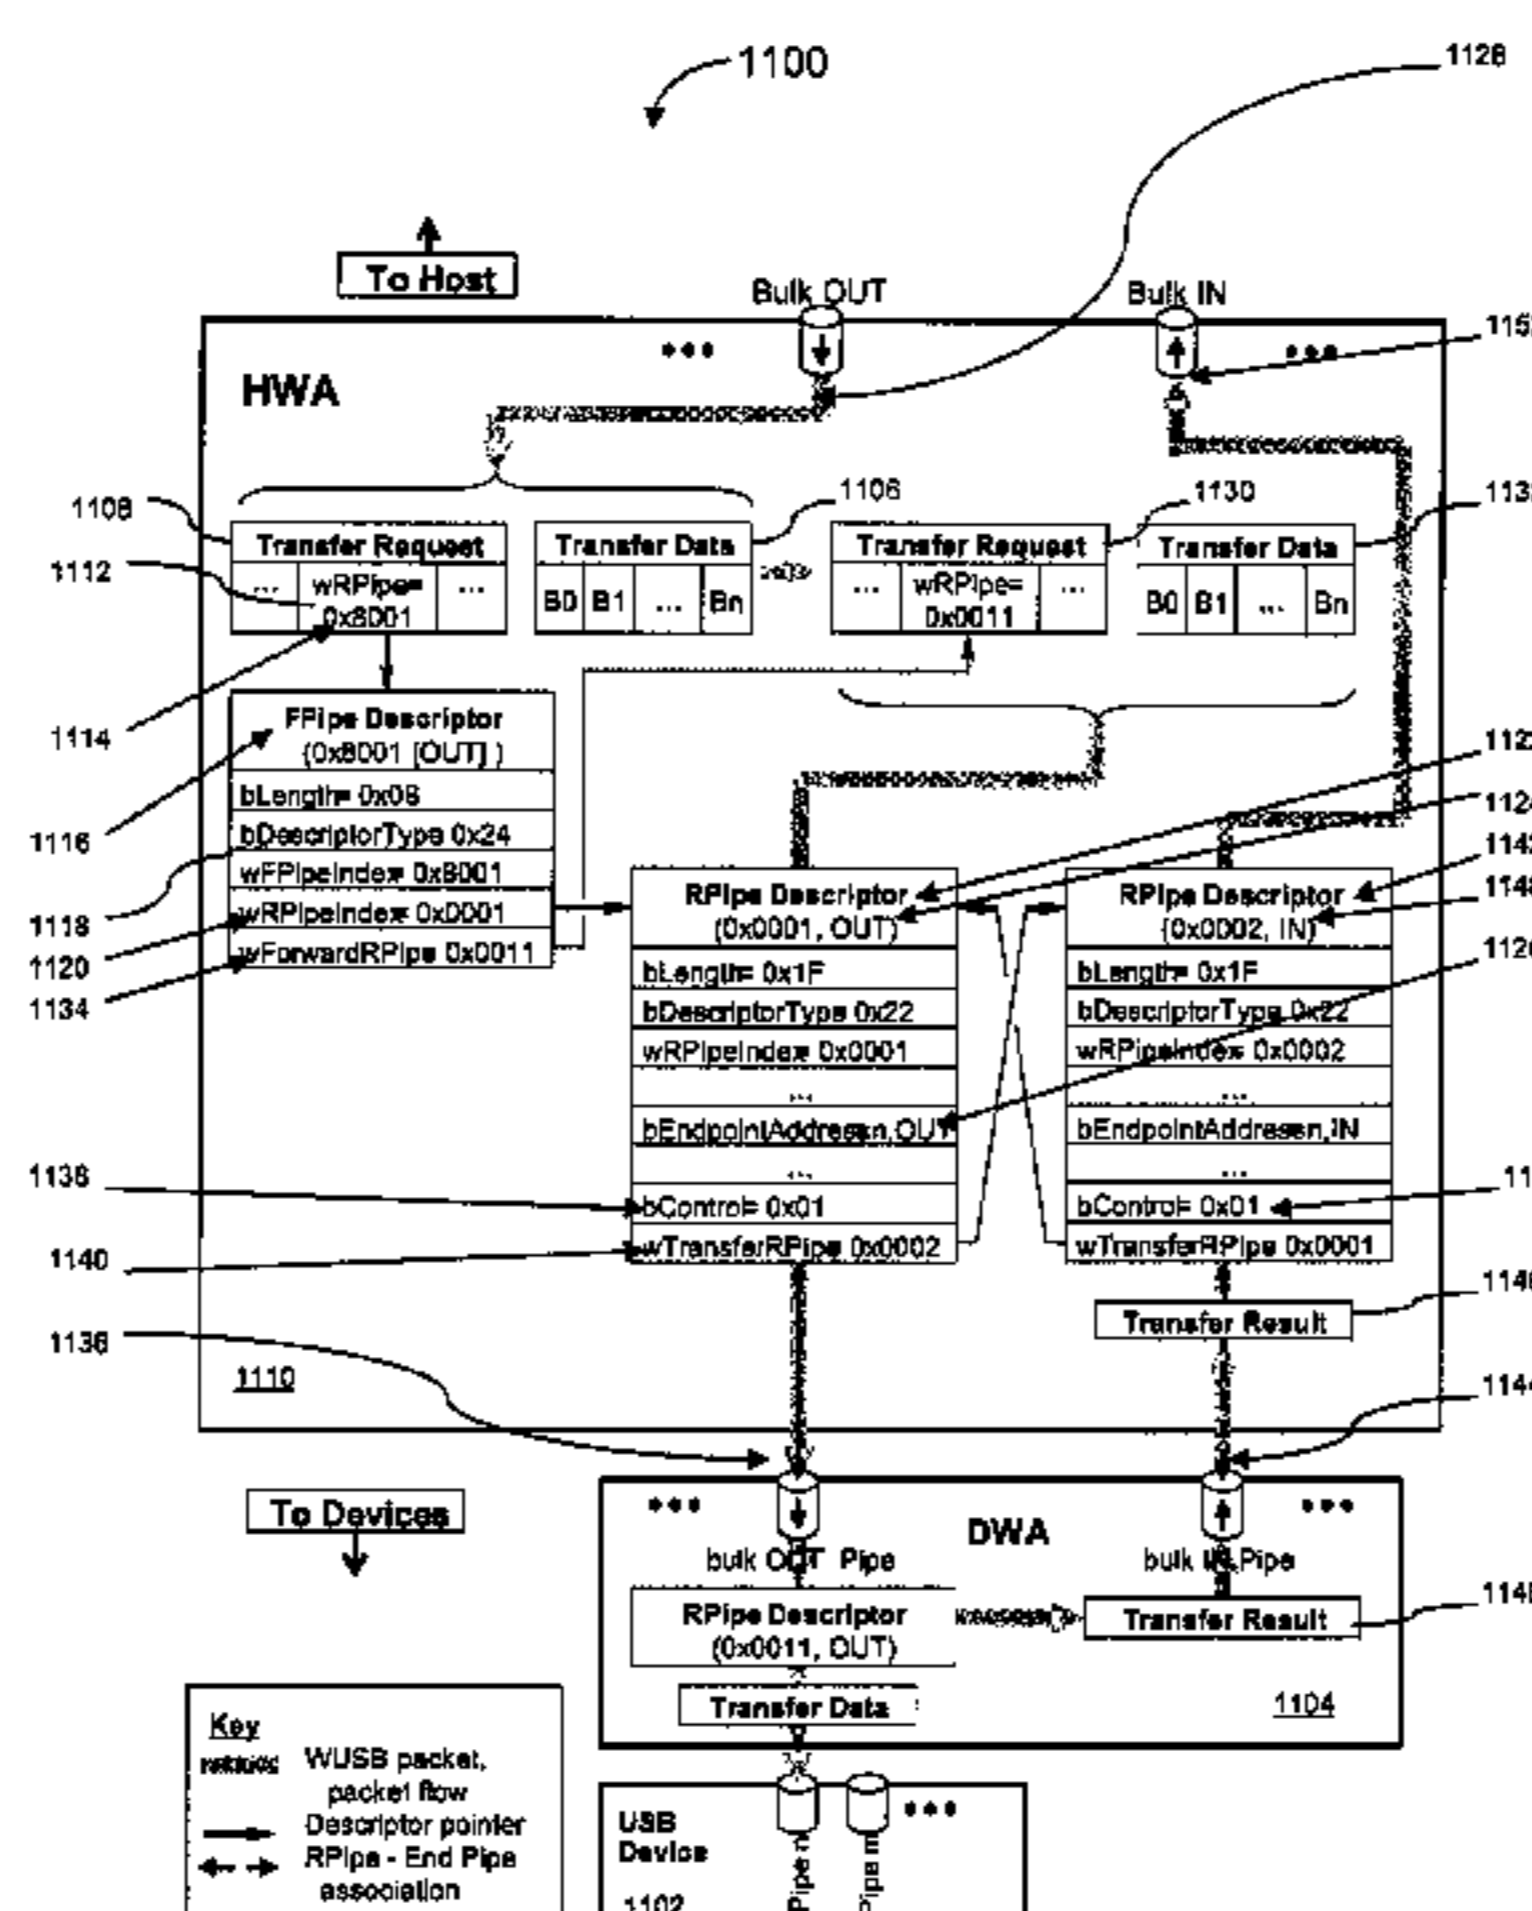 1100
1128
To Host
Bulk OUT
Bulk IN
HWA
1108
1106
1130
1112
Transfer Request
Transfer Data
Transfer Request
Transfer Data
... wRPipe= 0x8001 ...
B0 B1 ... Bn
... wRPipe= 0x0011 ...
B0 B1 ... Bn
1114
FPipe Descriptor
(0x8001 [OUT] )
bLength= 0x08
bDescriptorType 0x24
wFPipeIndex 0x8001
wRPipeIndex= 0x0001
wForwardRPipe 0x0011
1116
1118
1120
1134
RPipe Descriptor
(0x0001, OUT)
bLength= 0x1F
bDescriptorType 0x22
wRPipeIndex 0x0001
...
bEndpointAddress=n,OUT
...
bControl= 0x01
wTransferRPipe 0x0002
RPipe Descriptor
(0x0002, IN)
bLength= 0x1F
bDescriptorType 0x22
wRPipeIndex 0x0002
...
bEndpointAddress=n,IN
...
bControl= 0x01
wTransferRPipe 0x0001
1140
Transfer Result
1110
To Devices
DWA
bulk OUT Pipe
bulk IN Pipe
RPipe Descriptor
(0x0011, OUT)
Transfer Result
Transfer Data
1104
Key
WUSB packet,
packet flow
Descriptor pointer
RPipe - End Pipe
association
USB
Device
1102
Pipe n
Pipe m